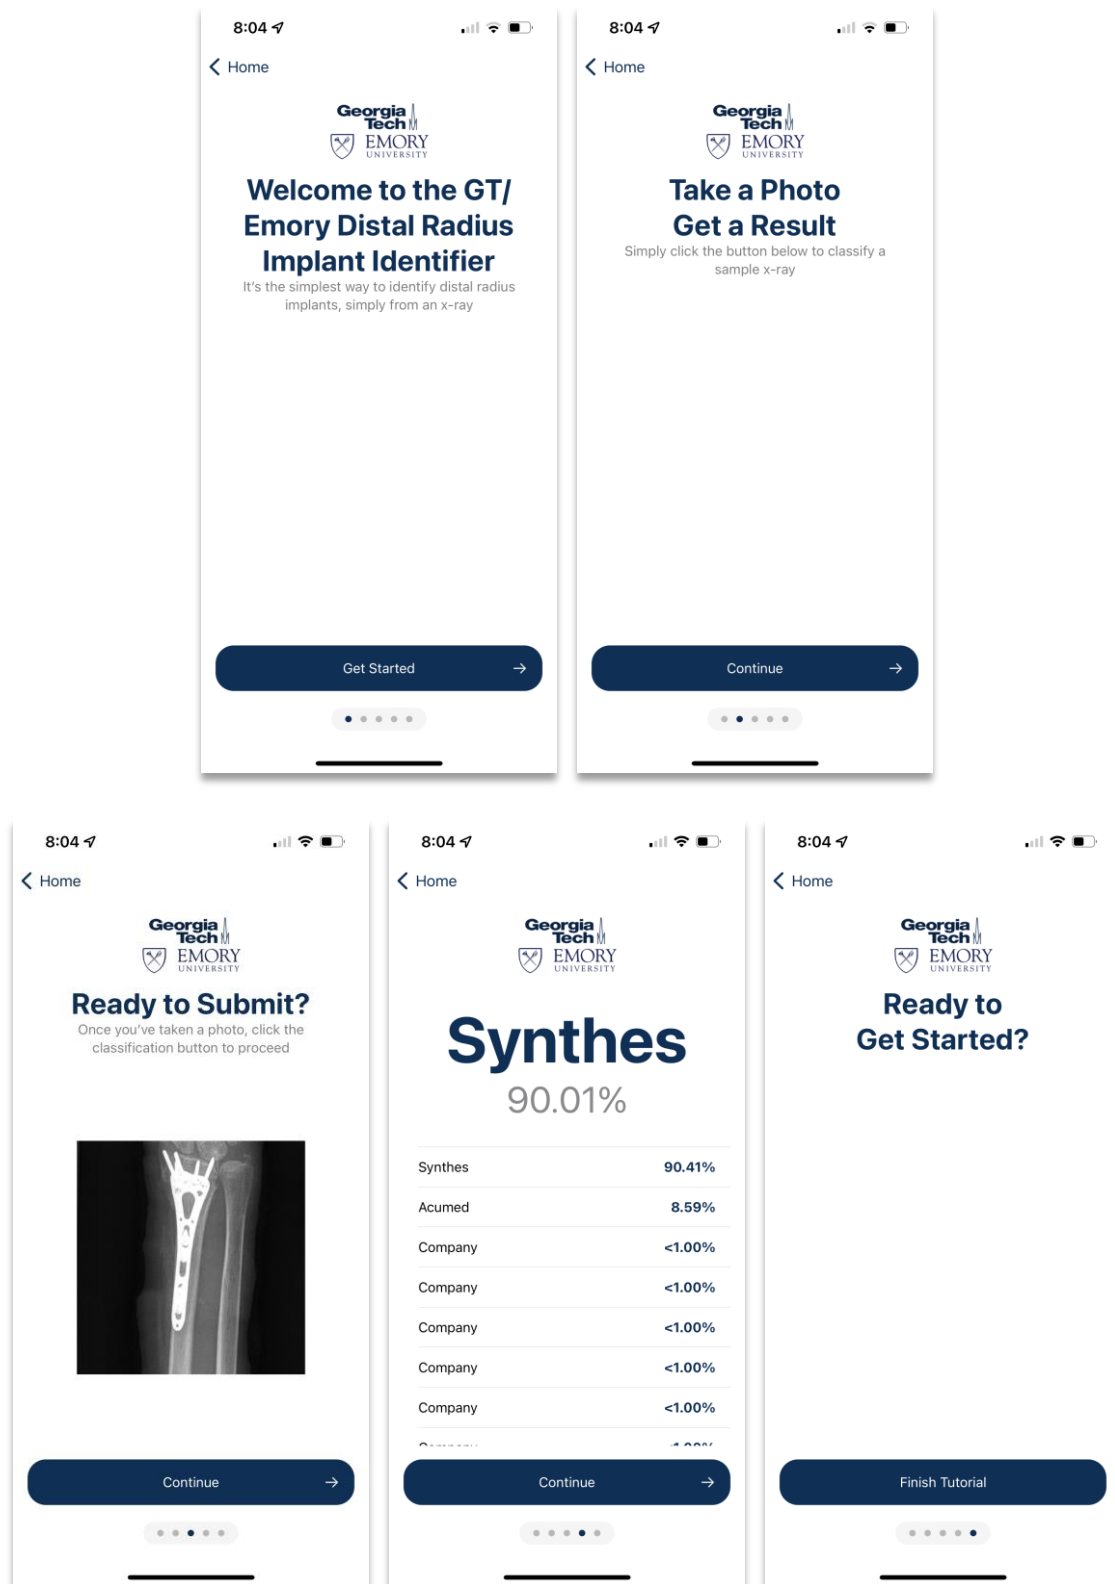 8:04
Home
Georgia
Tech
EMORY
UNIVERSITY
Welcome to the GT/
Emory Distal Radius
Implant Identifier
It's the simplest way to identify distal radius
implants, simply from an x-ray
Get Started →
8:04
Home
Georgia
Tech
EMORY
UNIVERSITY
Take a Photo
Get a Result
Simply click the button below to classify a
sample x-ray
Continue →
8:04
Home
Georgia
Tech
EMORY
UNIVERSITY
Ready to Submit?
Once you've taken a photo, click the
classification button to proceed
Continue →
8:04
Home
Georgia
Tech
EMORY
UNIVERSITY
Synthes
90.01%
Synthes 90.41%
Acumed 8.59%
Company <1.00%
Company <1.00%
Company <1.00%
Company <1.00%
Company <1.00%
Continue →
8:04
Home
Georgia
Tech
EMORY
UNIVERSITY
Ready to
Get Started?
Finish Tutorial